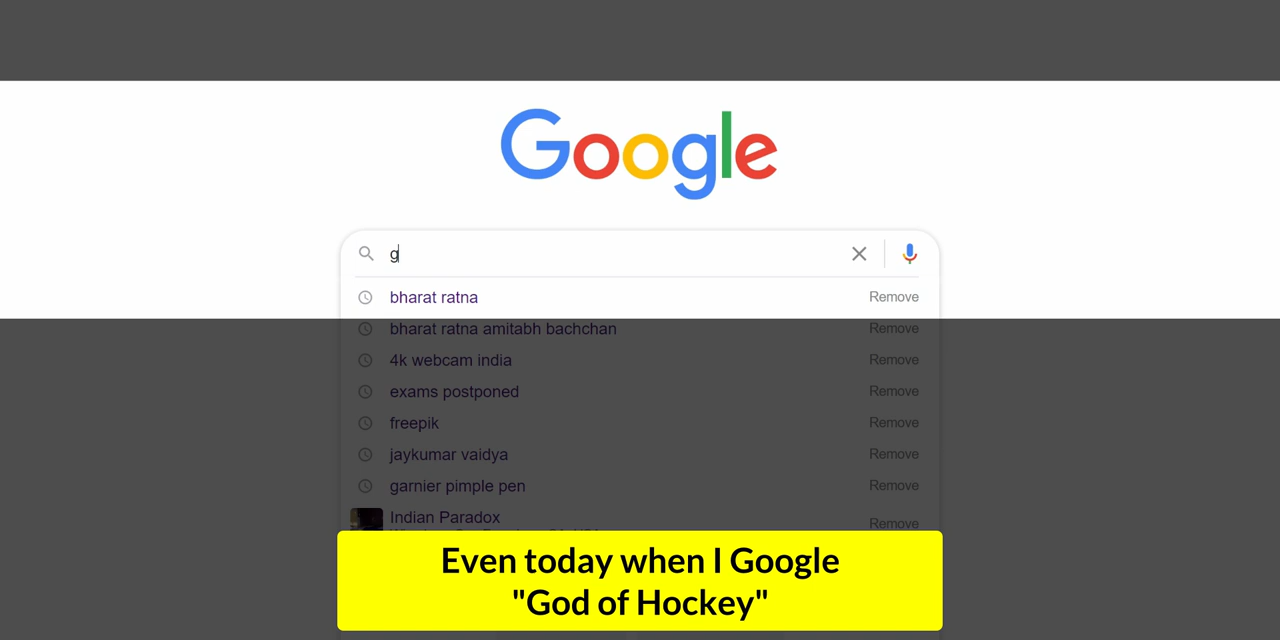 Google
g
bharat ratna Remove
bharat ratna amitabh bachchan Remove
4k webcam india Remove
exams postponed Remove
freepik Remove
jaykumar vaidya Remove
garnier pimple pen Remove
Indian Paradox Remove
Even today when I Google
"God of Hockey"